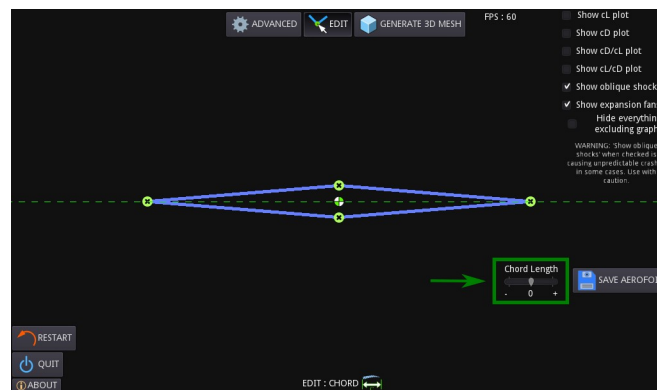 ADVANCED
EDIT
GENERATE 3D MESH
FPS : 60
Show cL plot
Show cD plot
Show cD/cL plot
Show cL/cD plot
Show oblique shock
Show expansion fan
Hide everythin
excluding graph
WARNING: 'Show oblique
shocks' when checked is
causing unpredictable crash
in some cases. Use with
caution.
Chord Length
- 0 +
SAVE AEROFOI
RESTART
QUIT
ABOUT
EDIT : CHORD